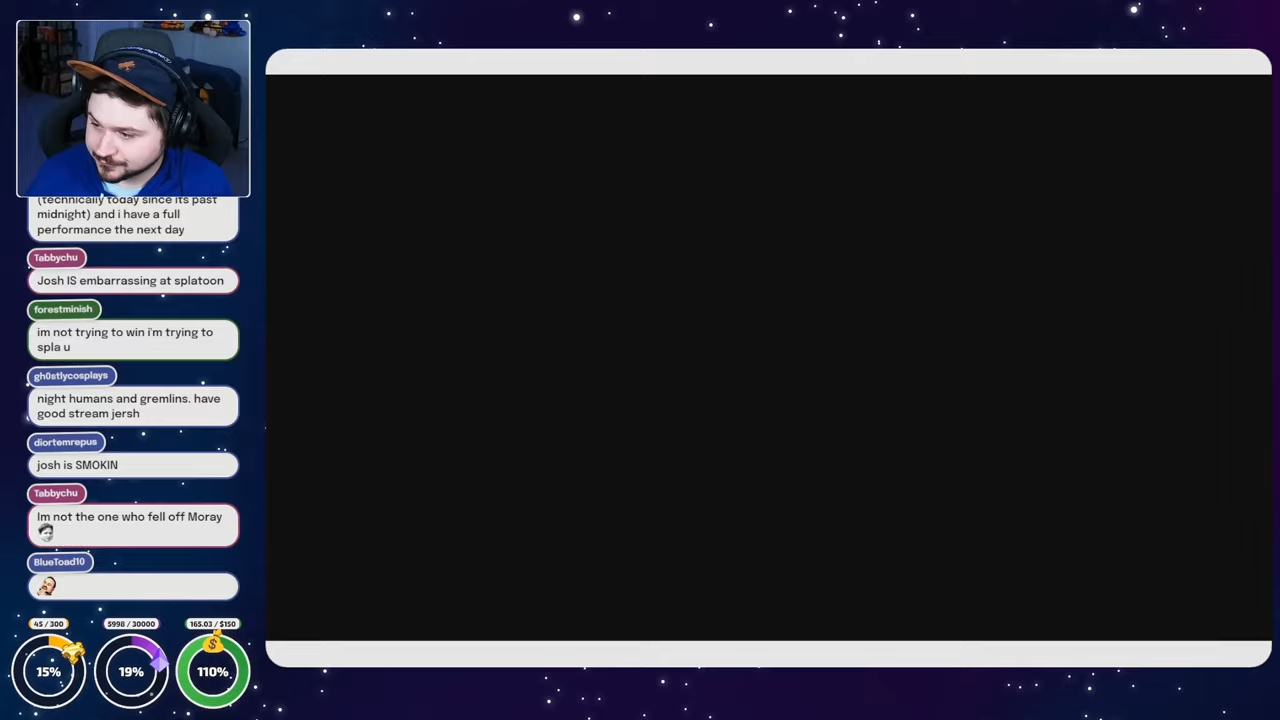 (technically today since its past
midnight) and i have a full
performance the next day
Tabbychu
Josh IS embarrassing at splatoon
forestminish
im not trying to win i'm trying to
spla u
gh0stlycosplays
night humans and gremlins. have
good stream jersh
diortemrepus
josh is SMOKIN
Tabbychu
Im not the one who fell off Moray
BlueToad10
45 / 300
5998 / 30000
165.03 / $150
15%
19%
110%